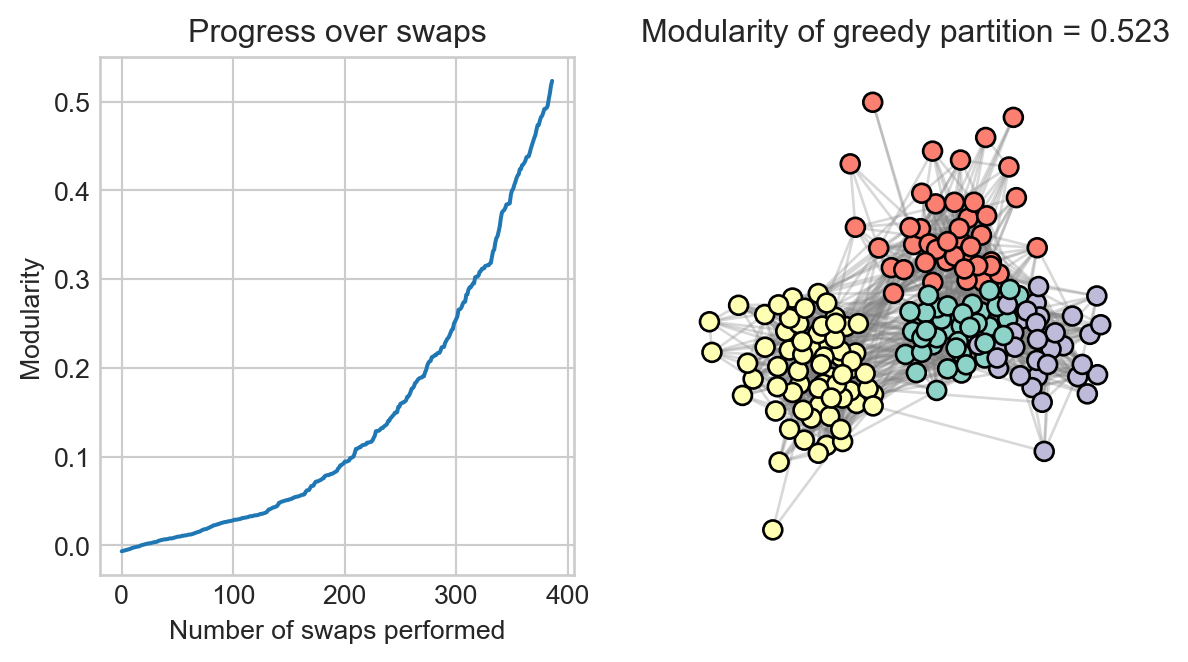 Progress over swaps
Modularity of greedy partition = 0.523
Modularity
0.5
0.4
0.3
0.2
0.1
0.0
0 100 200 300 400
Number of swaps performed